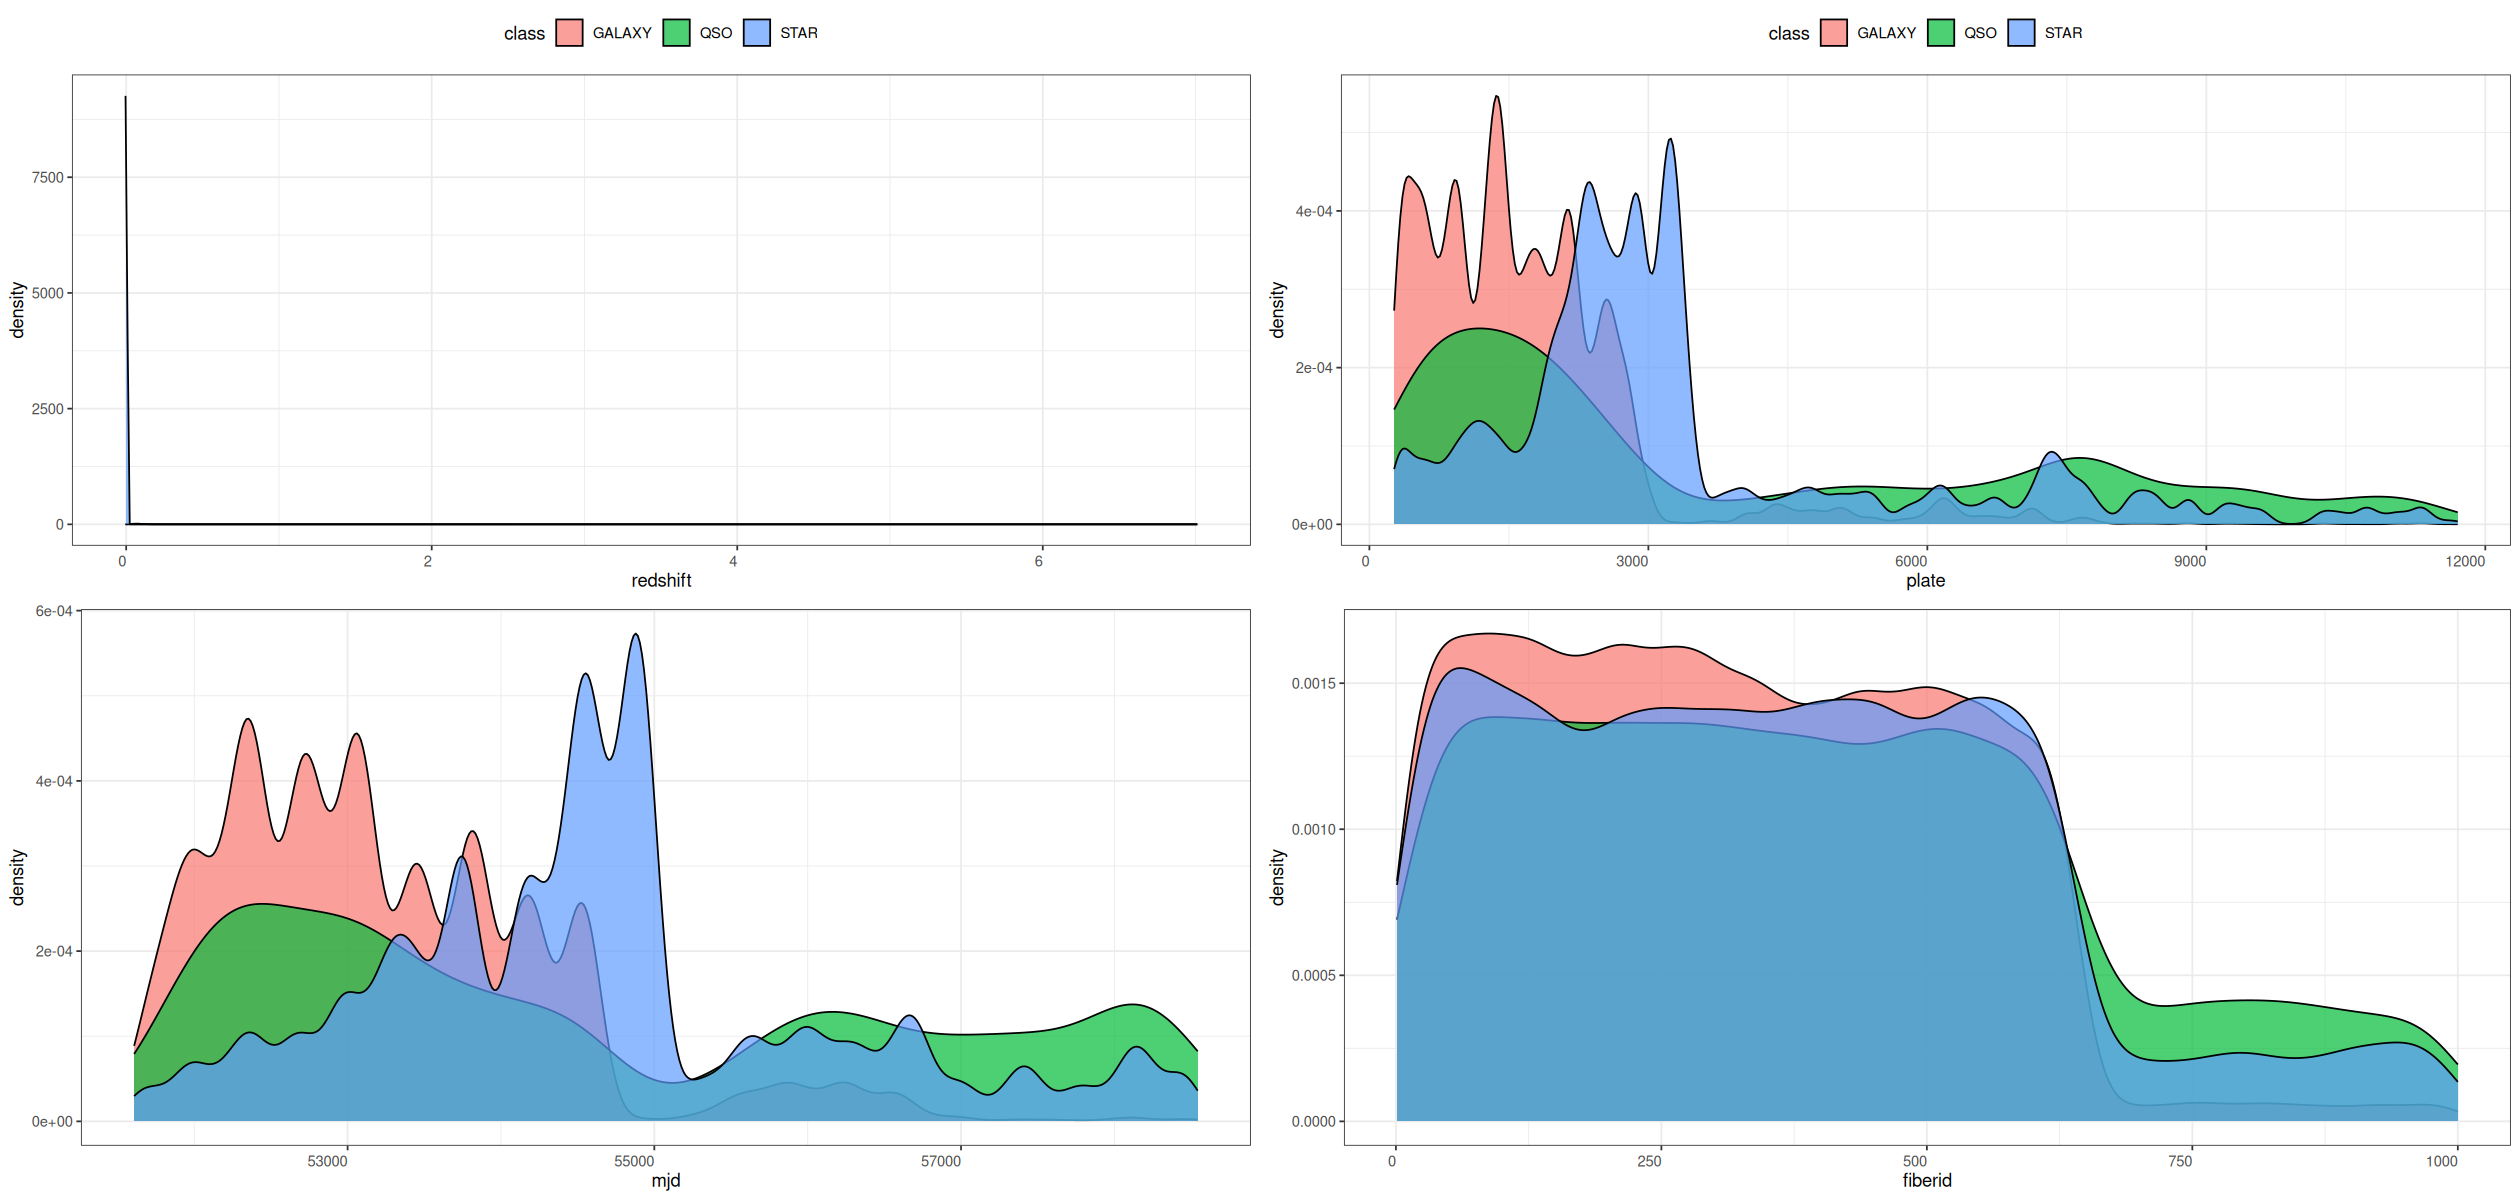 class GALAXY QSO STAR
class GALAXY QSO STAR
7500
5000
2500
0
density
0 2 4 6
redshift
4e-04
2e-04
0e+00
density
0 3000 6000 9000 12000
plate
6e-04
4e-04
2e-04
0e+00
density
53000 55000 57000
mjd
0.0015
0.0010
0.0005
0.0000
density
0 250 500 750 1000
fiberid